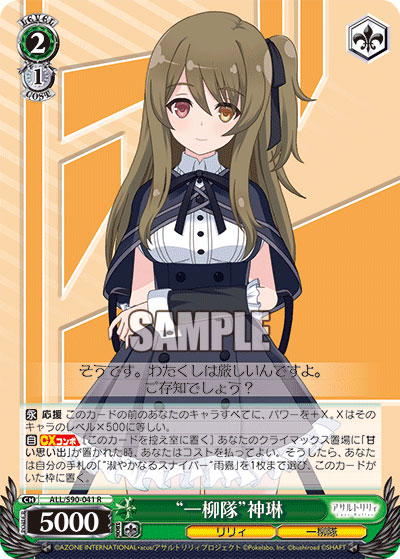 LEVEL
2
1
COST
SAMPLE
そうです。わたくしは厳しいんですよ。
ご存知でしょう？
永 応援 このカードの前のあなたのキャラすべてに、パワーを＋X。Xはその
キャラのレベル×500に等しい。
自 CXコンボ ［このカードを控え室に置く］ あなたのクライマックス置場に「甘
い思い出」が置かれた時、あなたはコストを払ってよい。そうしたら、あなた
は自分の手札の「“淑やかなるスナイパー”雨嘉」を1枚まで選び、このカードが
いた枠に置く。
CH ALL/S90-041 R
POWER
5000
“一柳隊”神琳
アサルトリリィ
リリィ
一柳隊
©AZONE INTERNATIONAL・acus/アサルトリリィプロジェクト ©Pokelabo, Inc. ©bushiroad ©SHAFT